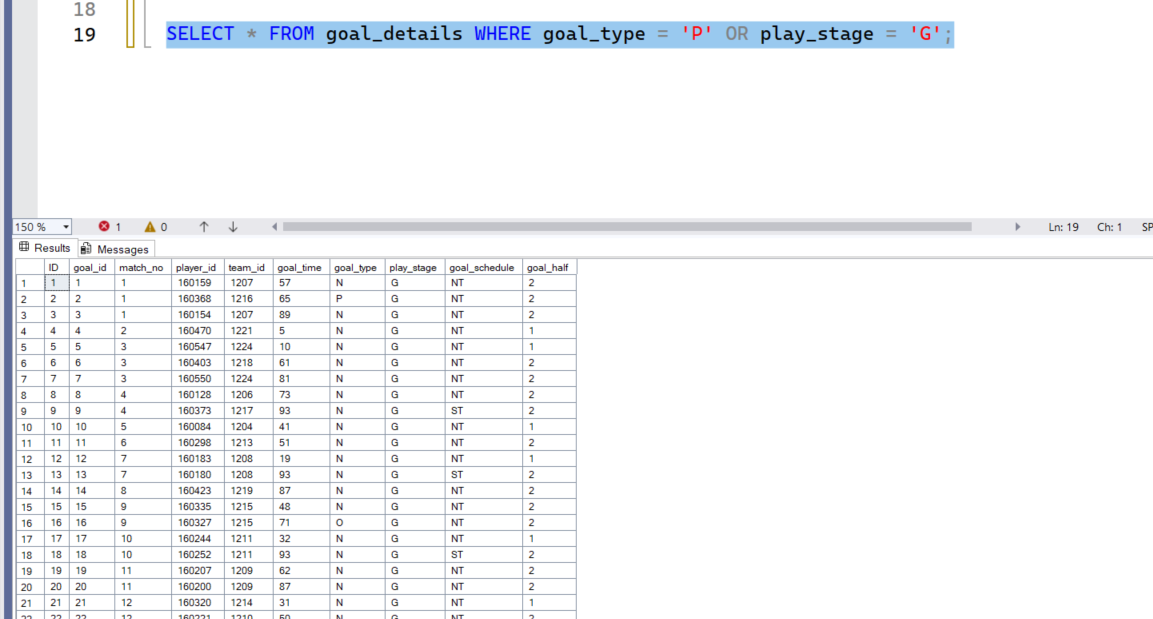 18
19 SELECT * FROM goal_details WHERE goal_type = 'P' OR play_stage = 'G';
150 % 1 0 Ln: 19 Ch: 1 SP
Results Messages
ID goal_id match_no player_id team_id goal_time goal_type play_stage goal_schedule goal_half
1 1 1 1 160159 1207 57 N G NT 2
2 2 2 1 160368 1216 65 P G NT 2
3 3 3 1 160154 1207 89 N G NT 2
4 4 4 2 160470 1221 5 N G NT 1
5 5 5 3 160547 1224 10 N G NT 1
6 6 6 3 160403 1218 61 N G NT 2
7 7 7 3 160550 1224 81 N G NT 2
8 8 8 4 160128 1206 73 N G NT 2
9 9 9 4 160373 1217 93 N G ST 2
10 10 10 5 160084 1204 41 N G NT 1
11 11 11 6 160298 1213 51 N G NT 2
12 12 12 7 160183 1208 19 N G NT 1
13 13 13 7 160180 1208 93 N G ST 2
14 14 14 8 160423 1219 87 N G NT 2
15 15 15 9 160335 1215 48 N G NT 2
16 16 16 9 160327 1215 71 O G NT 2
17 17 17 10 160244 1211 32 N G NT 1
18 18 18 10 160252 1211 93 N G ST 2
19 19 19 11 160207 1209 62 N G NT 2
20 20 20 11 160200 1209 87 N G NT 2
21 21 21 12 160320 1214 31 N G NT 1
22 22 22 12 160221 1210 50 N G NT 2